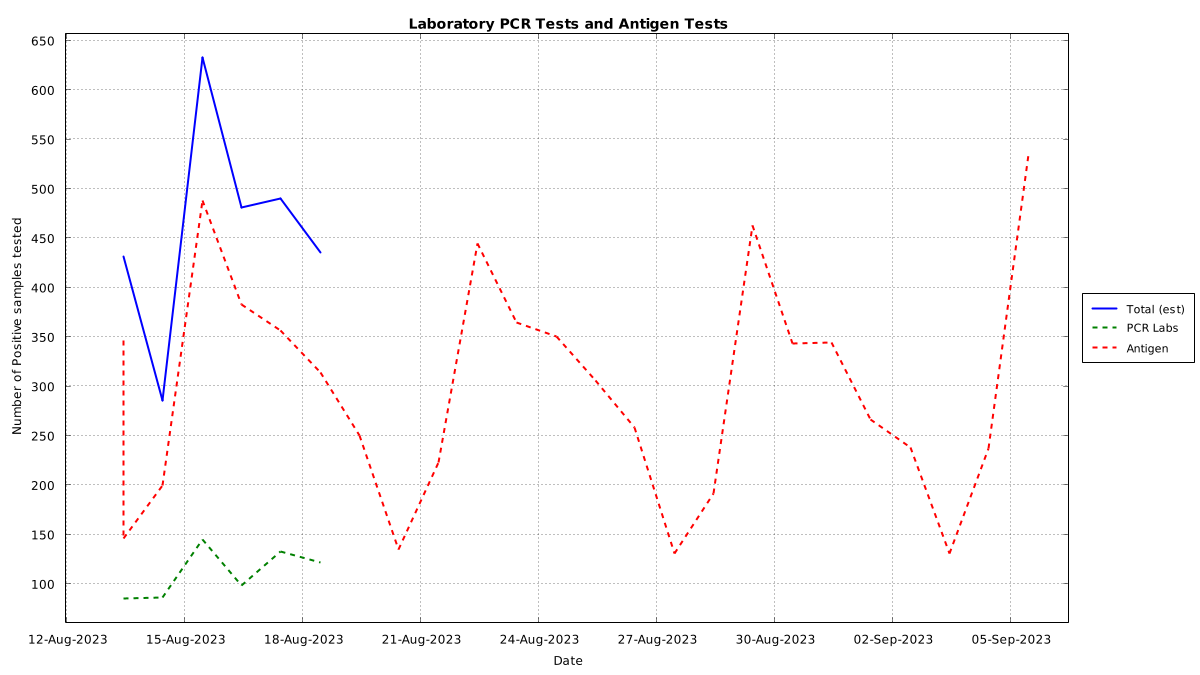 Laboratory PCR Tests and Antigen Tests
650
600
550
500
450
400
350
300
250
200
150
100
Number of Positive samples tested
12-Aug-2023 15-Aug-2023 18-Aug-2023 21-Aug-2023 24-Aug-2023 27-Aug-2023 30-Aug-2023 02-Sep-2023 05-Sep-2023
Date
Total (est)
PCR Labs
Antigen